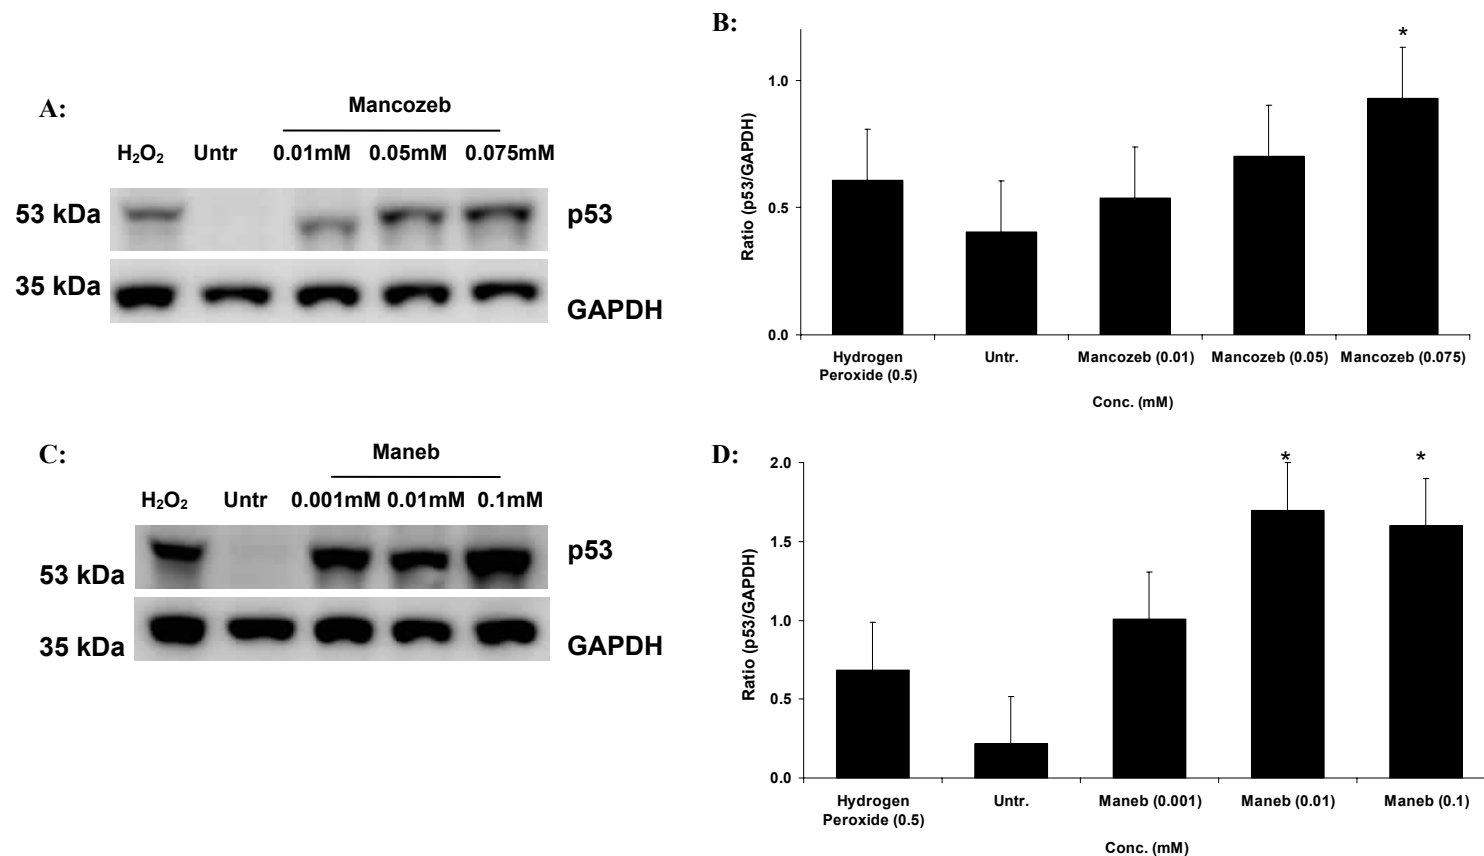 A:
Mancozeb
H₂O₂ Untr 0.01mM 0.05mM 0.075mM
53 kDa p53
35 kDa GAPDH
B:
Ratio (p53/GAPDH)
1.0
0.5
0.0
*
Hydrogen Peroxide (0.5) Untr. Mancozeb (0.01) Mancozeb (0.05) Mancozeb (0.075)
Conc. (mM)
C:
Maneb
H₂O₂ Untr 0.001mM 0.01mM 0.1mM
53 kDa p53
35 kDa GAPDH
D:
Ratio (p53/GAPDH)
2.0
1.5
1.0
0.5
0.0
* *
Hydrogen Peroxide (0.5) Untr. Maneb (0.001) Maneb (0.01) Maneb (0.1)
Conc. (mM)